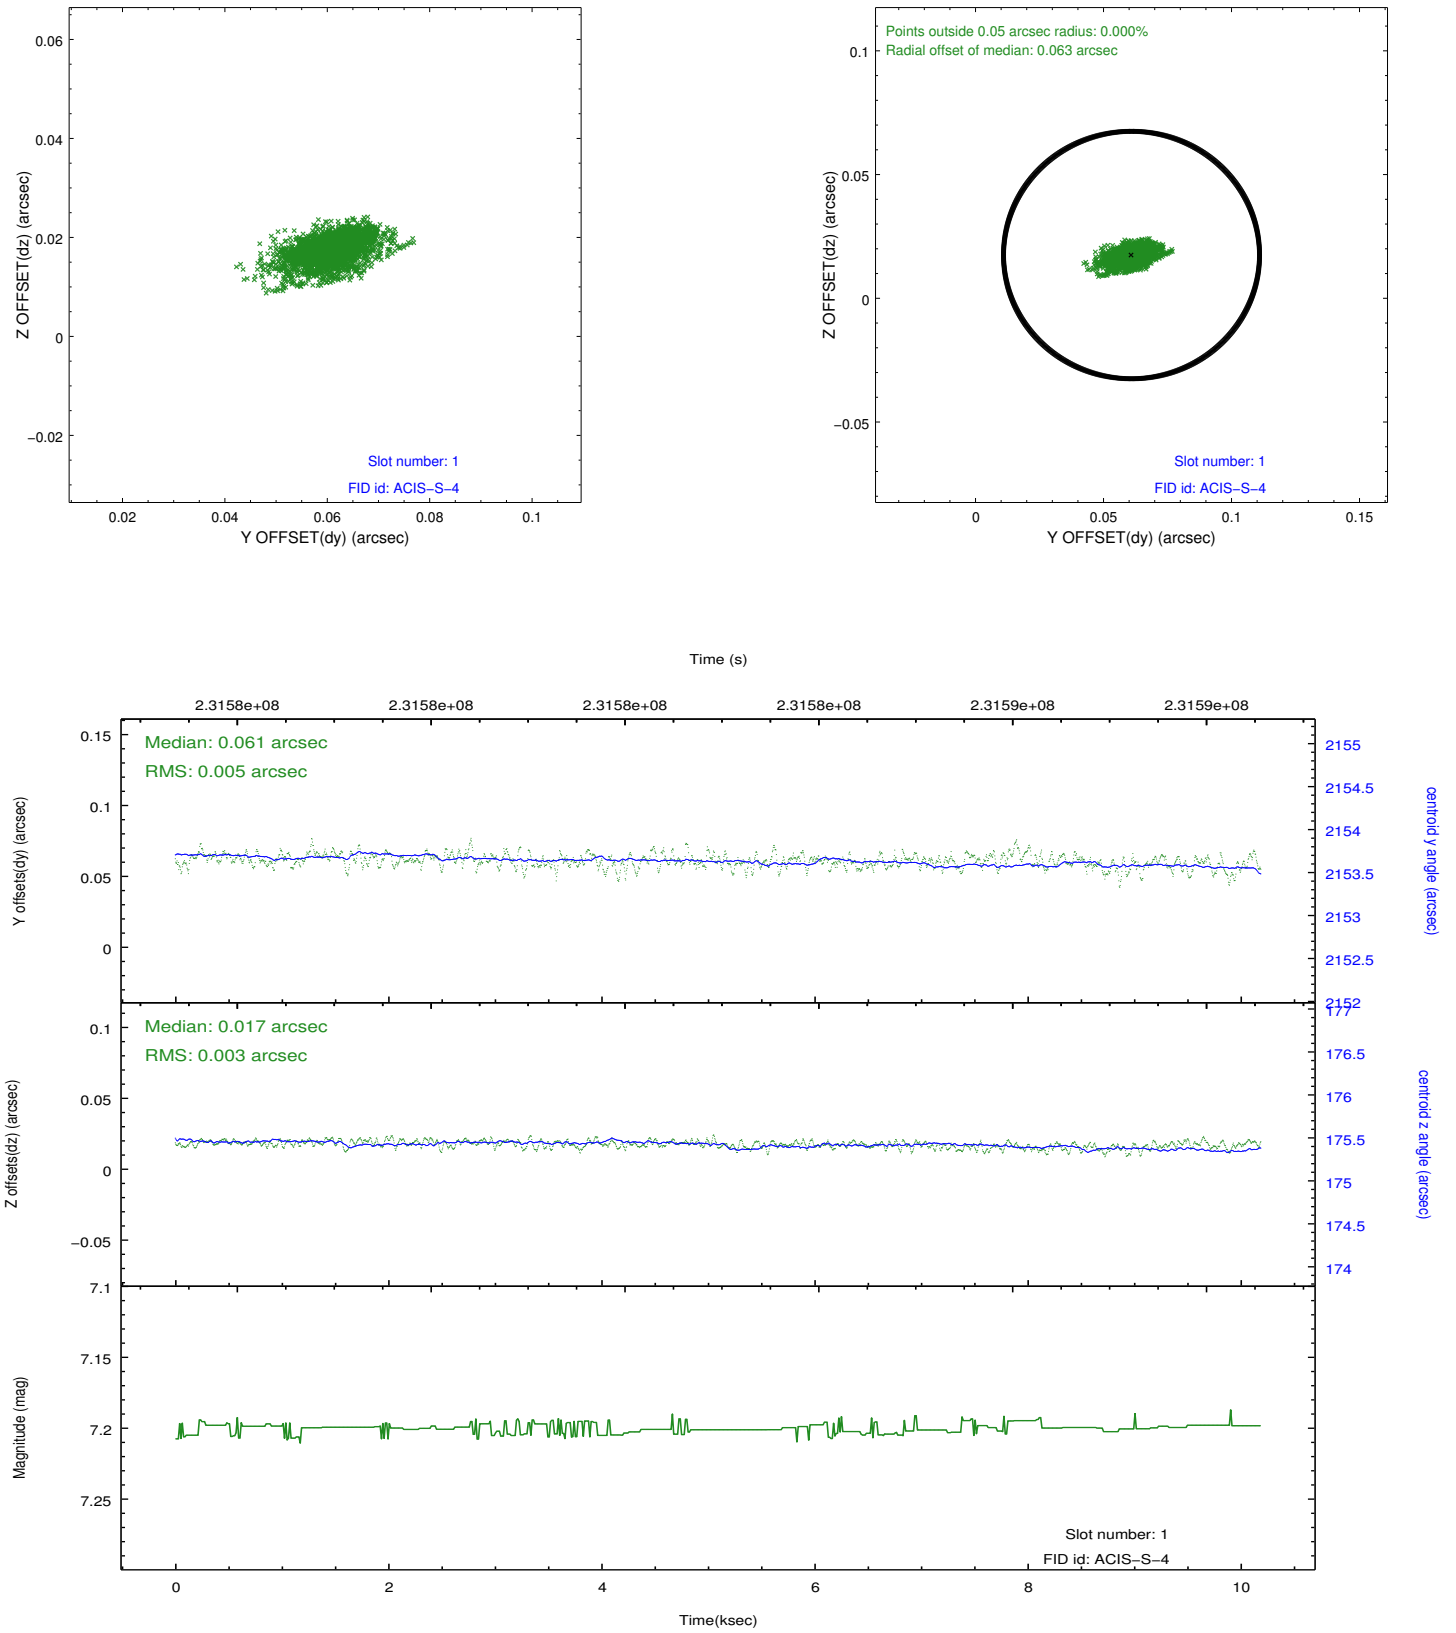 0.06
0.04
0.02
0
−0.02
Z OFFSET(dz) (arcsec)
Slot number: 1
FID id: ACIS−S−4
0.02 0.04 0.06 0.08 0.1
Y OFFSET(dy) (arcsec)
Points outside 0.05 arcsec radius: 0.000%
Radial offset of median: 0.063 arcsec
0.1
0.05
0
−0.05
Z OFFSET(dz) (arcsec)
Slot number: 1
FID id: ACIS−S−4
0 0.05 0.1 0.15
Y OFFSET(dy) (arcsec)
Time (s)
2.3158e+08 2.3158e+08 2.3158e+08 2.3158e+08 2.3159e+08 2.3159e+08
Median: 0.061 arcsec
RMS: 0.005 arcsec
0.15
0.1
0.05
0
Y offsets(dy) (arcsec)
2155
2154.5
2154
2153.5
2153
2152.5
2152
centroid y angle (arcsec)
Median: 0.017 arcsec
RMS: 0.003 arcsec
0.1
0.05
0
−0.05
Z offsets(dz) (arcsec)
177
176.5
176
175.5
175
174.5
174
centroid z angle (arcsec)
7.1
7.15
7.2
7.25
Magnitude (mag)
Slot number: 1
FID id: ACIS−S−4
0 2 4 6 8 10
Time(ksec)